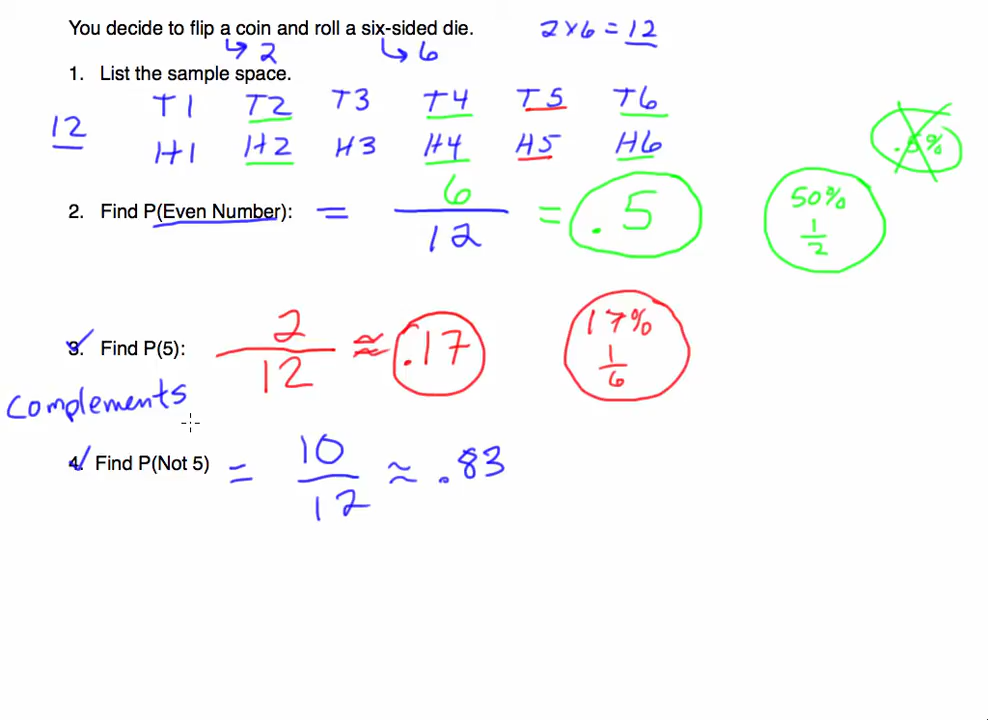 You decide to flip a coin and roll a six-sided die. 2 x 6 = 12
↳ 2 ↳ 6
1. List the sample space.
T1 T2 T3 T4 T5 T6
12
H1 H2 H3 H4 H5 H6
.5%
2. Find P(Even Number): = 6/12 = .5
50%
1/2
3. Find P(5): 2/12 ≈ .17
17%
1/6
Complements
4. Find P(Not 5) = 10/12 ≈ .83